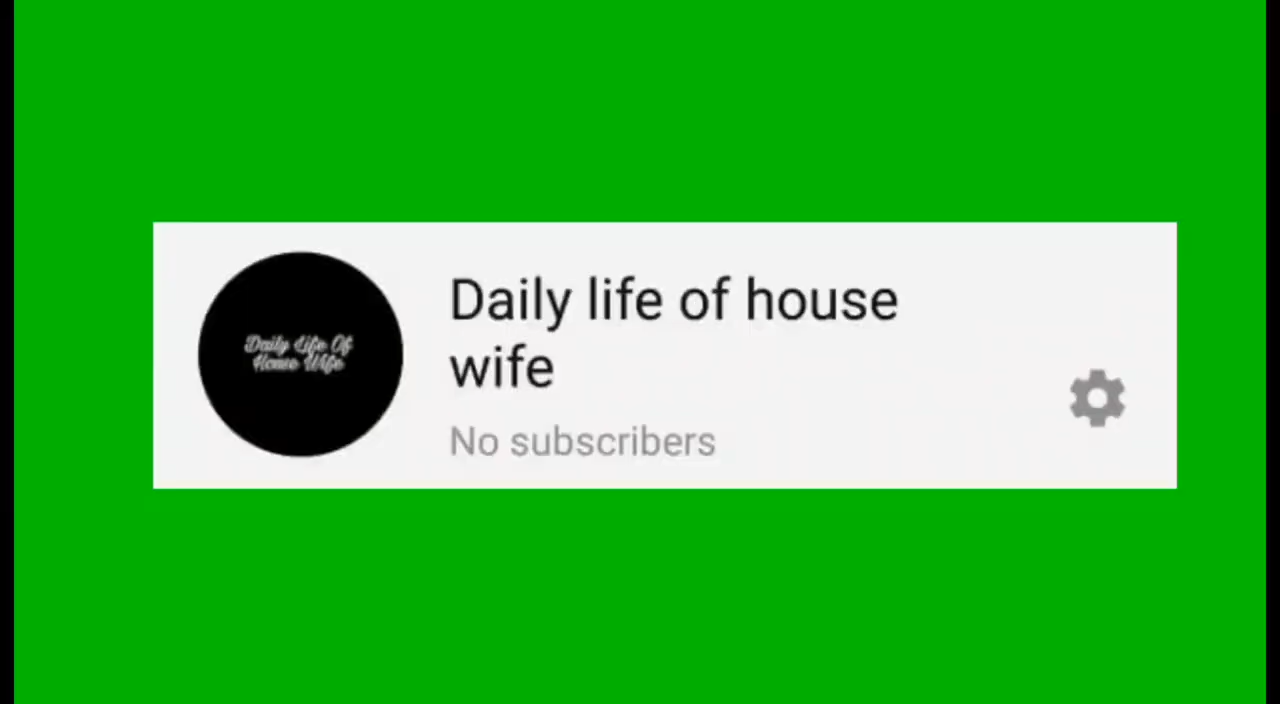 Daily Life Of
House Wife
Daily life of house
wife
No subscribers